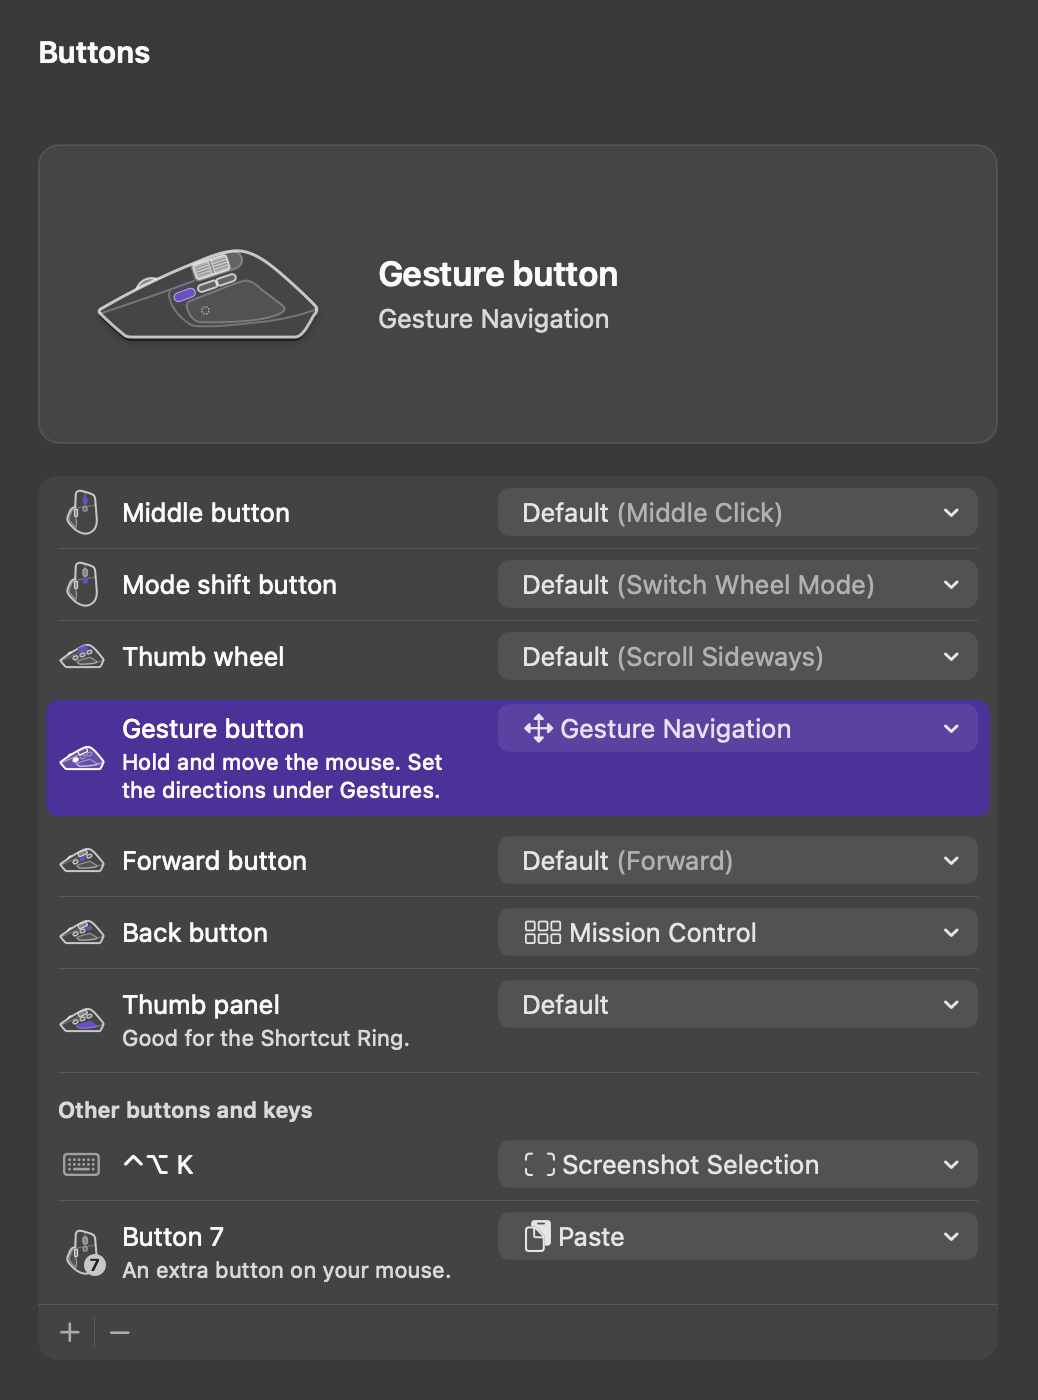 Buttons
Gesture button
Gesture Navigation
Middle button
Default (Middle Click)
Mode shift button
Default (Switch Wheel Mode)
Thumb wheel
Default (Scroll Sideways)
Gesture button
Gesture Navigation
Hold and move the mouse. Set
the directions under Gestures.
Forward button
Default (Forward)
Back button
Mission Control
Thumb panel
Default
Good for the Shortcut Ring.
Other buttons and keys
⌃⌥ K
Screenshot Selection
Button 7
Paste
7
An extra button on your mouse.